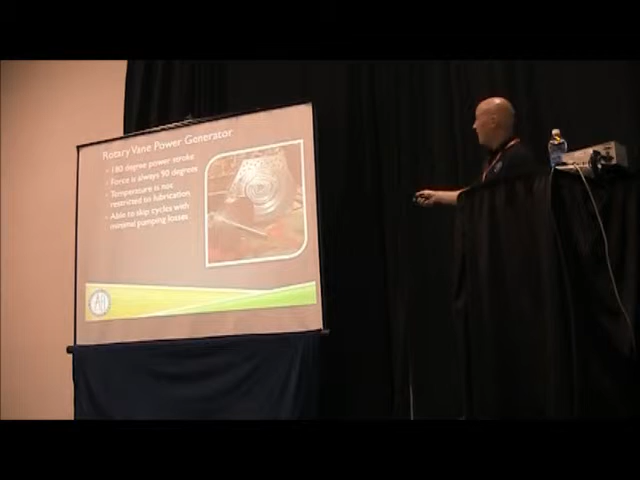 Rotary Vane Power Generator
180 degree power stroke
Force is always 90 degrees
Temperature is not
restricted to lubrication
Able to skip cycles with
minimal pumping losses